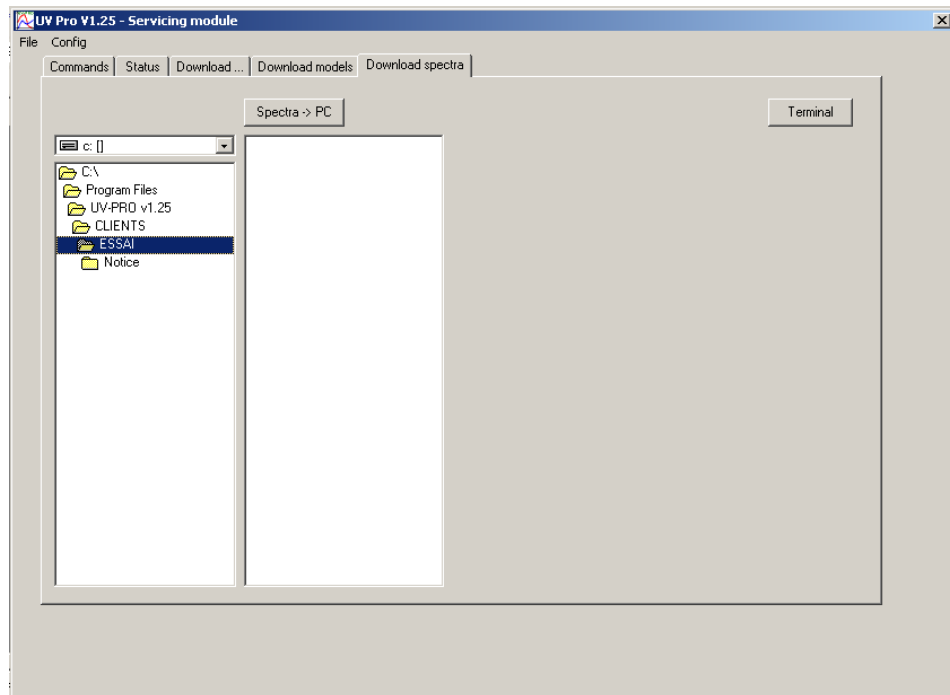 UV Pro V1.25 - Servicing module
File Config
Commands Status Download ... Download models Download spectra
Spectra -> PC Terminal
c: []
C:\
Program Files
UV-PRO v1.25
CLIENTS
ESSAI
Notice